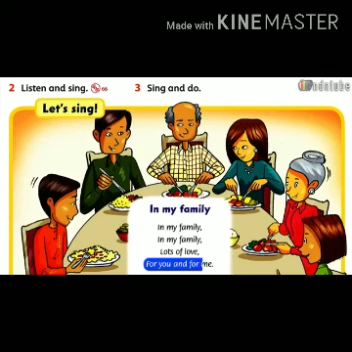 Made with KINEMASTER
2 Listen and sing. 66 3 Sing and do.
Let's sing!
In my family
In my family,
In my family,
Lots of love,
For you and for me.